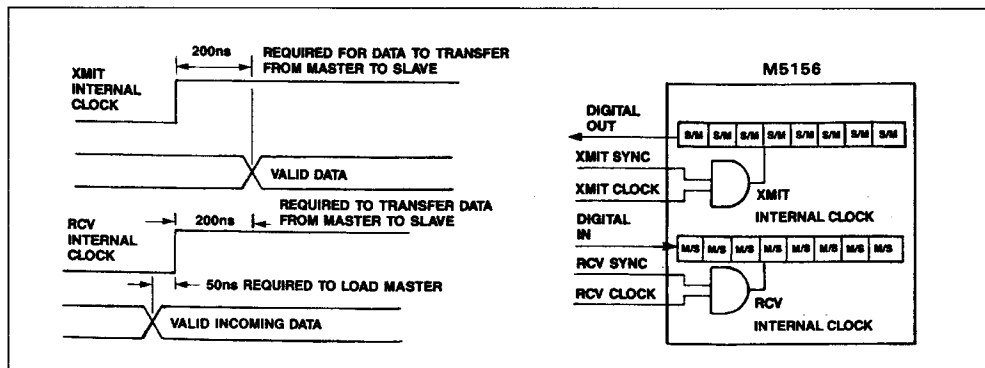 200ns
REQUIRED FOR DATA TO TRANSFER
FROM MASTER TO SLAVE
XMIT
INTERNAL
CLOCK
VALID DATA
200ns
REQUIRED TO TRANSFER DATA
FROM MASTER TO SLAVE
RCV
INTERNAL
CLOCK
50ns REQUIRED TO LOAD MASTER
VALID INCOMING DATA
M5156
DIGITAL
OUT
S/M S/M S/M S/M S/M S/M S/M S/M
XMIT SYNC
XMIT CLOCK
XMIT
INTERNAL CLOCK
DIGITAL
IN
M/S M/S M/S M/S M/S M/S M/S M/S
RCV SYNC
RCV CLOCK
RCV
INTERNAL CLOCK